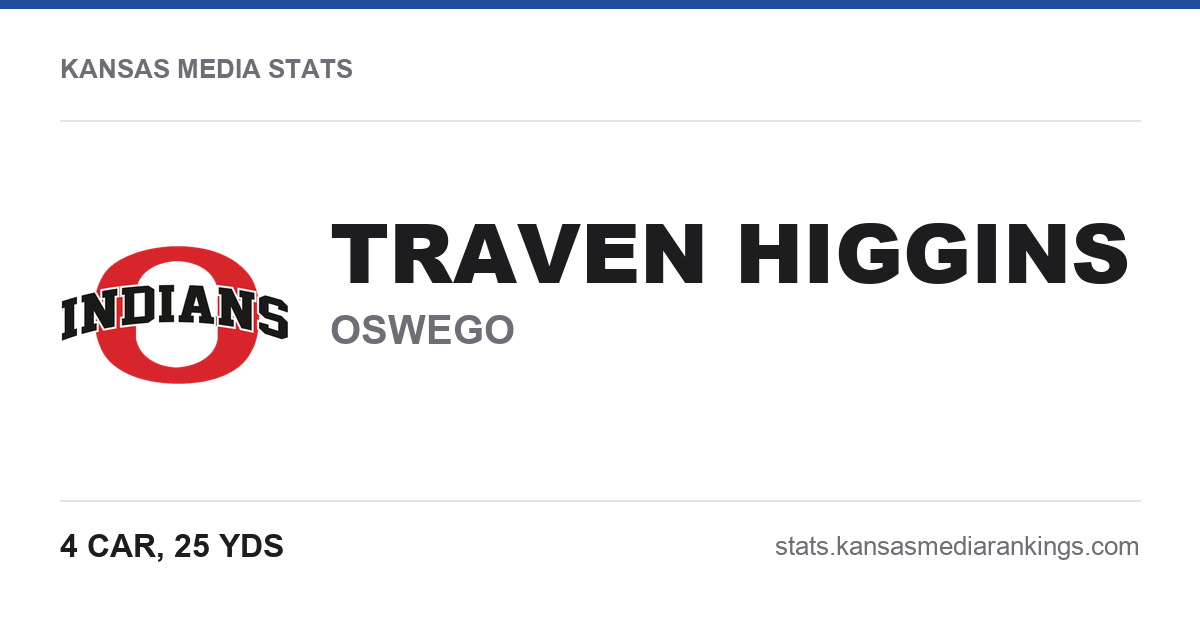 KANSAS MEDIA STATS
TRAVEN HIGGINS
INDIANS
OSWEGO
4 CAR, 25 YDS
stats.kansasmediarankings.com